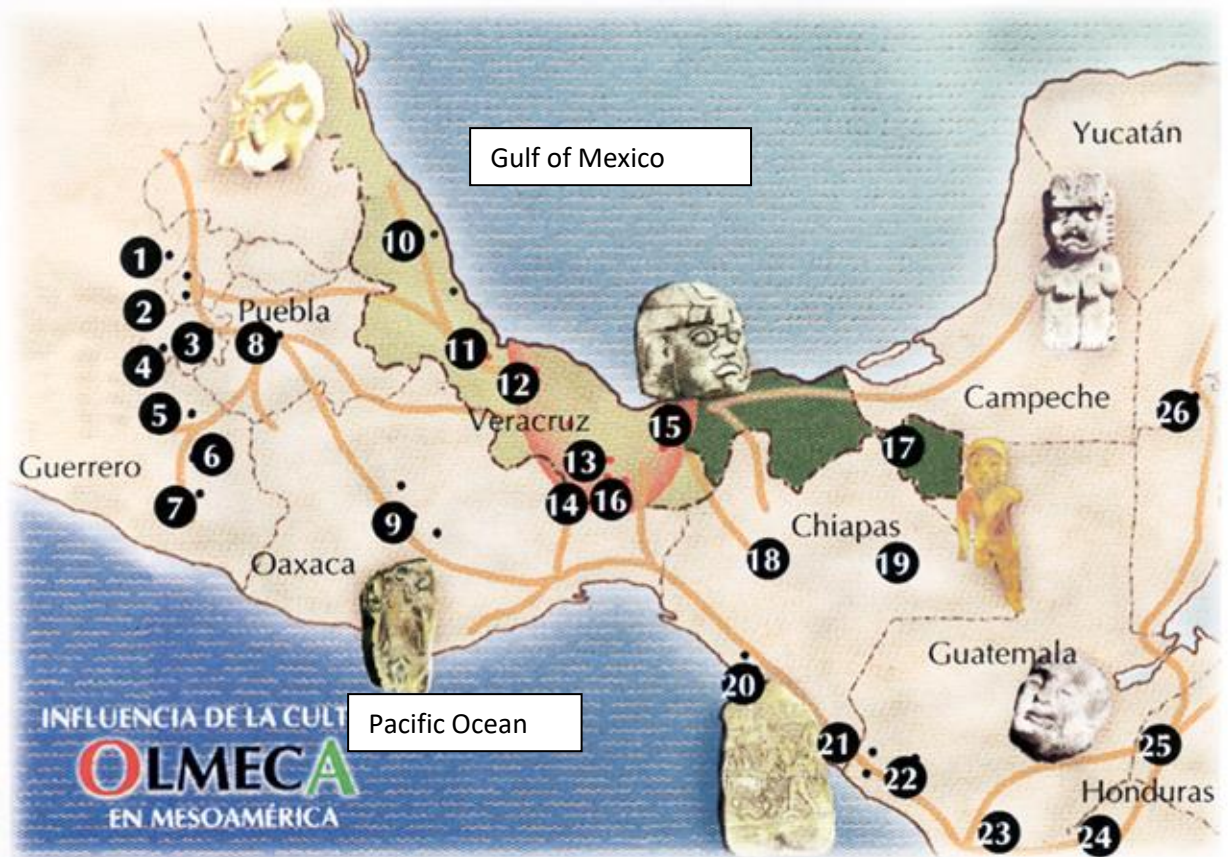 Gulf of Mexico
Yucatán
1
10
2
Puebla
3
8
4
11
12
5
Veracruz
15
Campeche
26
Guerrero
6
13
17
7
14
16
9
Chiapas
18
19
Oaxaca
Guatemala
20
Pacific Ocean
INFLUENCIA DE LA CULT
OLMECA
EN MESOAMÉRICA
21
22
25
Honduras
23
24